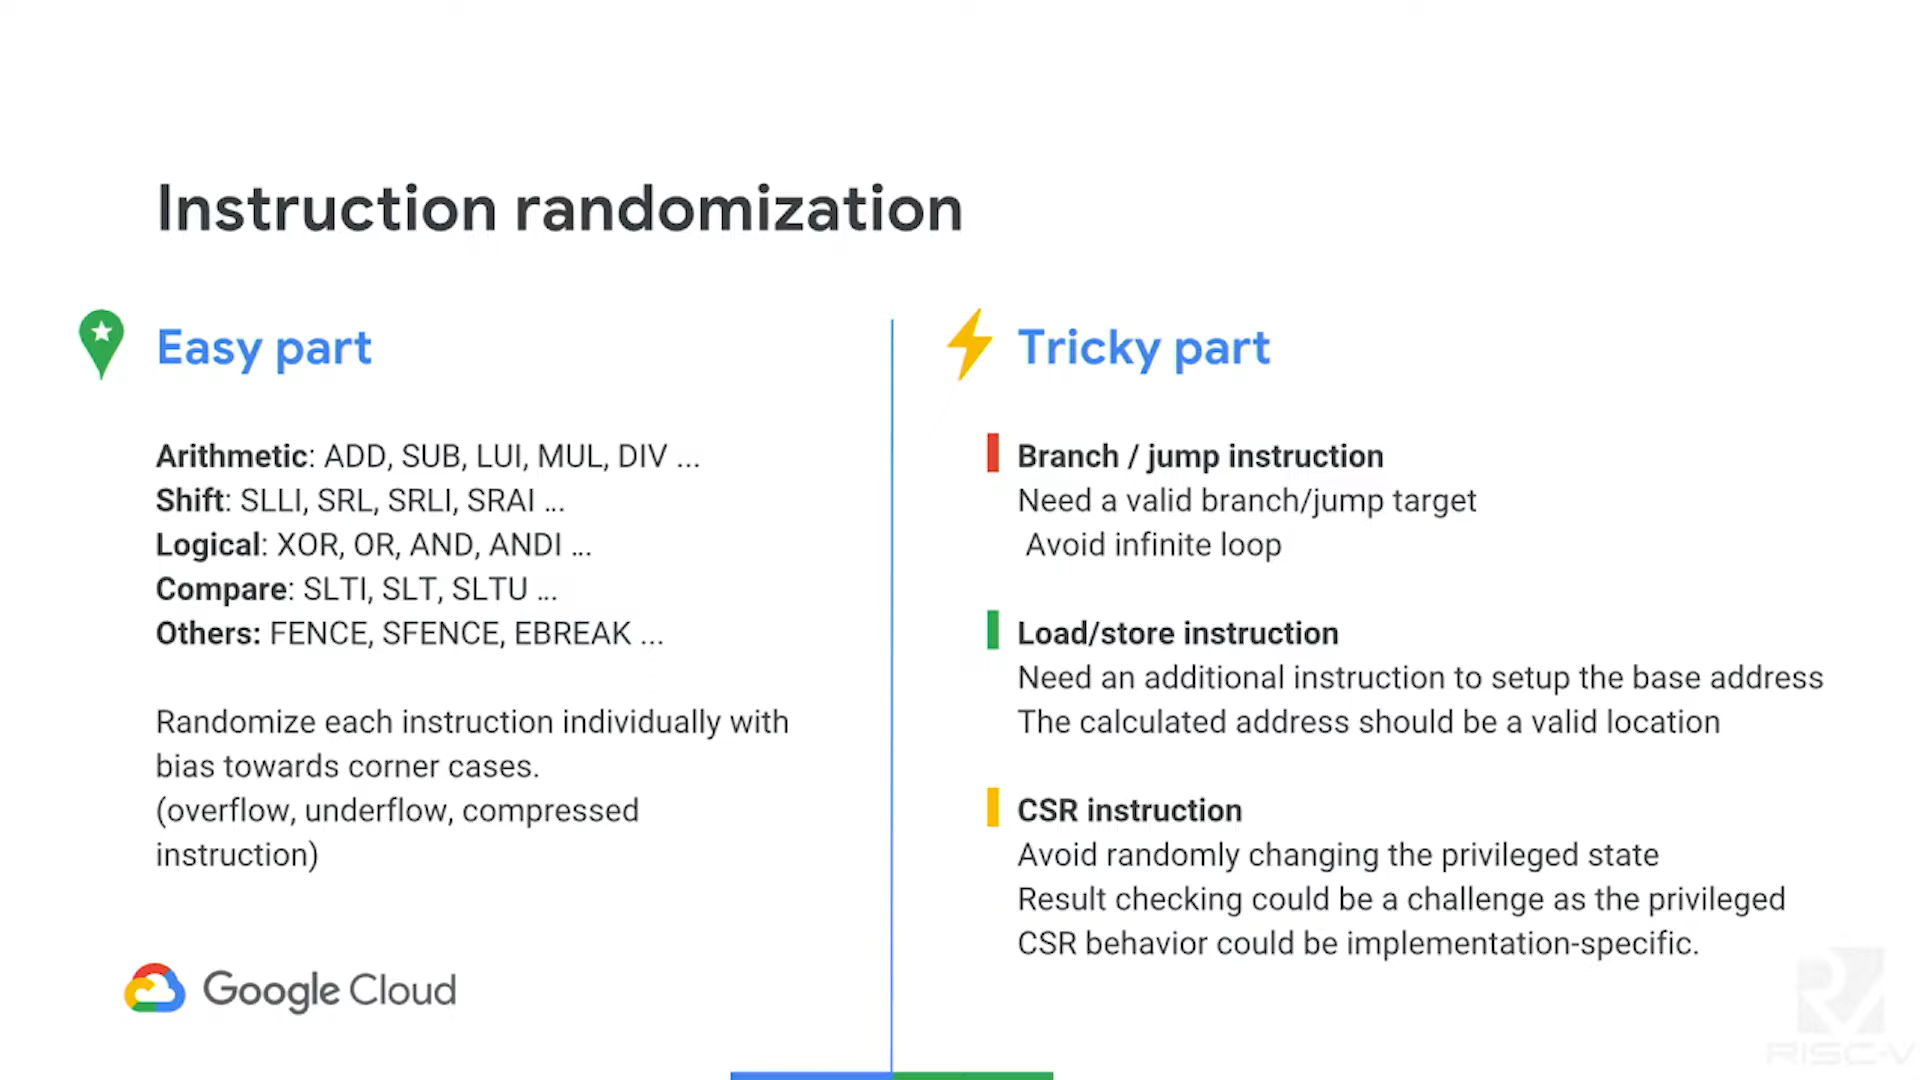 Instruction randomization
Easy part
Arithmetic: ADD, SUB, LUI, MUL, DIV ...
Shift: SLLI, SRL, SRLI, SRAI ...
Logical: XOR, OR, AND, ANDI ...
Compare: SLTI, SLT, SLTU ...
Others: FENCE, SFENCE, EBREAK ...
Randomize each instruction individually with
bias towards corner cases.
(overflow, underflow, compressed
instruction)
Tricky part
Branch / jump instruction
Need a valid branch/jump target
Avoid infinite loop
Load/store instruction
Need an additional instruction to setup the base address
The calculated address should be a valid location
CSR instruction
Avoid randomly changing the privileged state
Result checking could be a challenge as the privileged
CSR behavior could be implementation-specific.
Google Cloud
RISC-V